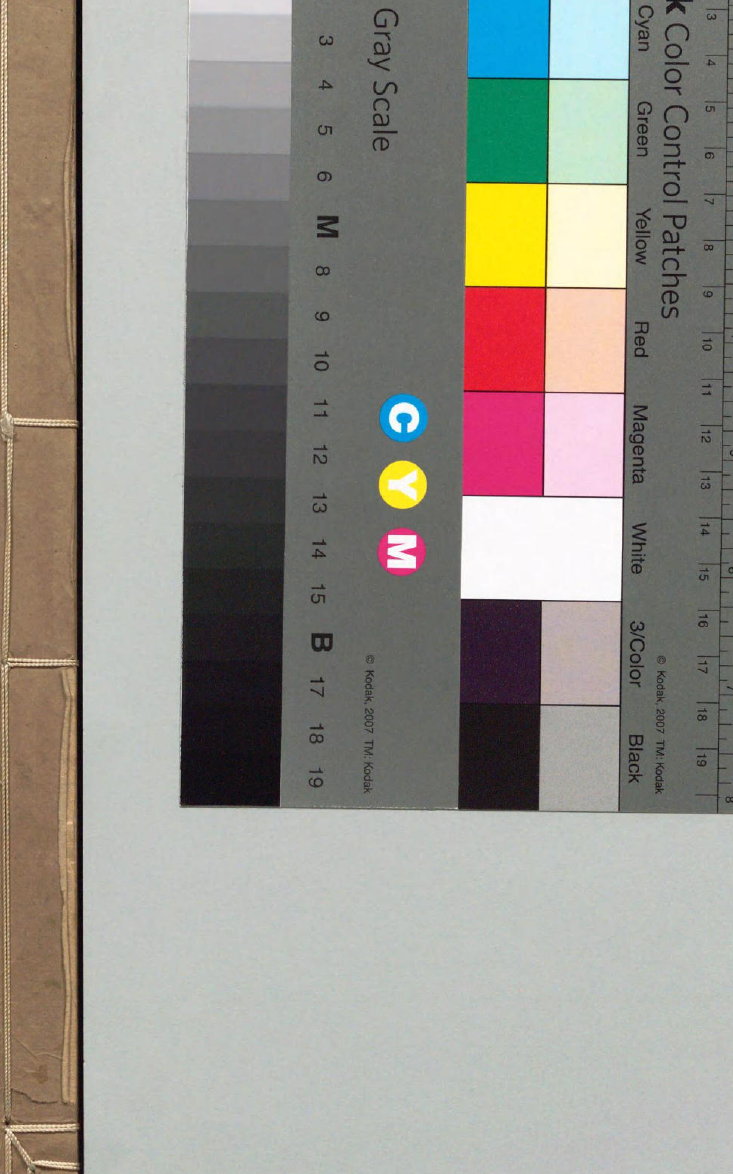 k Color Control Patches
3 4 5 6 7 8 9 10 11 12 13 14 15 16 17 18 19
8
Cyan Green Yellow Red Magenta White 3/Color Black
© Kodak, 2007 TM: Kodak
Gray Scale
C Y M
© Kodak, 2007 TM: Kodak
3 4 5 6 M 8 9 10 11 12 13 14 15 B 17 18 19